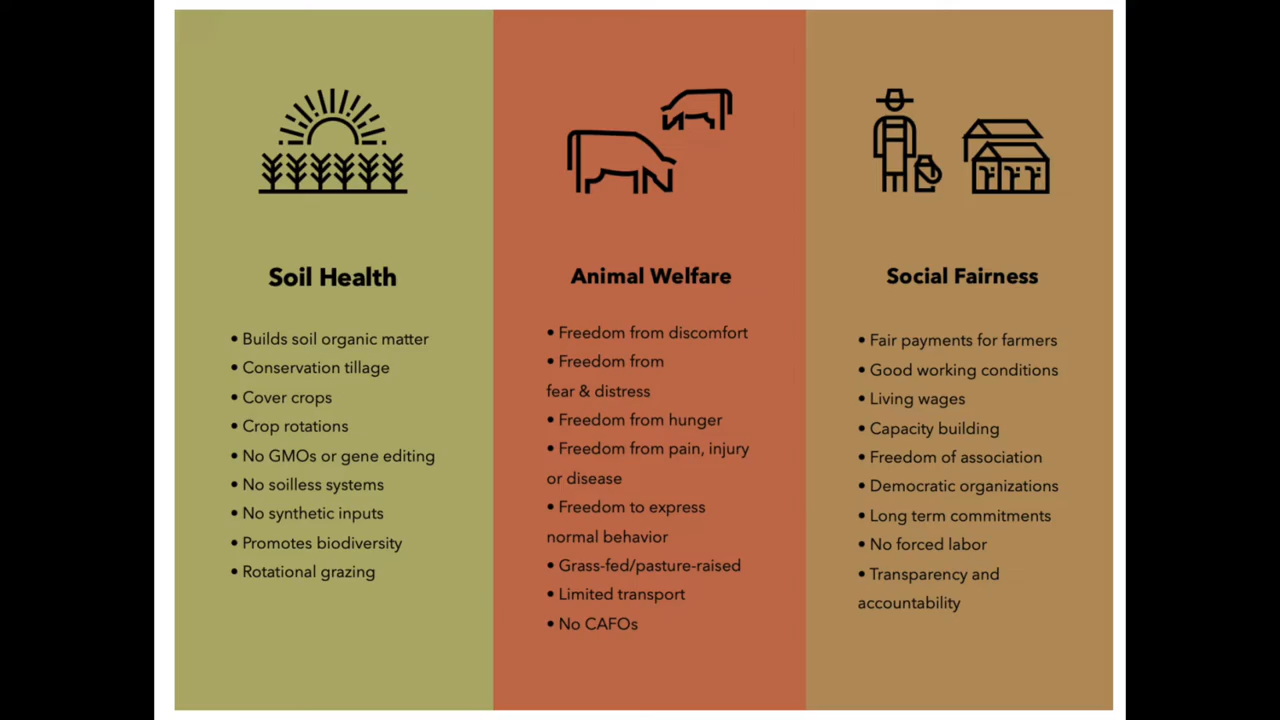 Soil Health
• Builds soil organic matter
• Conservation tillage
• Cover crops
• Crop rotations
• No GMOs or gene editing
• No soilless systems
• No synthetic inputs
• Promotes biodiversity
• Rotational grazing
Animal Welfare
• Freedom from discomfort
• Freedom from
fear & distress
• Freedom from hunger
• Freedom from pain, injury
or disease
• Freedom to express
normal behavior
• Grass-fed/pasture-raised
• Limited transport
• No CAFOs
Social Fairness
• Fair payments for farmers
• Good working conditions
• Living wages
• Capacity building
• Freedom of association
• Democratic organizations
• Long term commitments
• No forced labor
• Transparency and
accountability